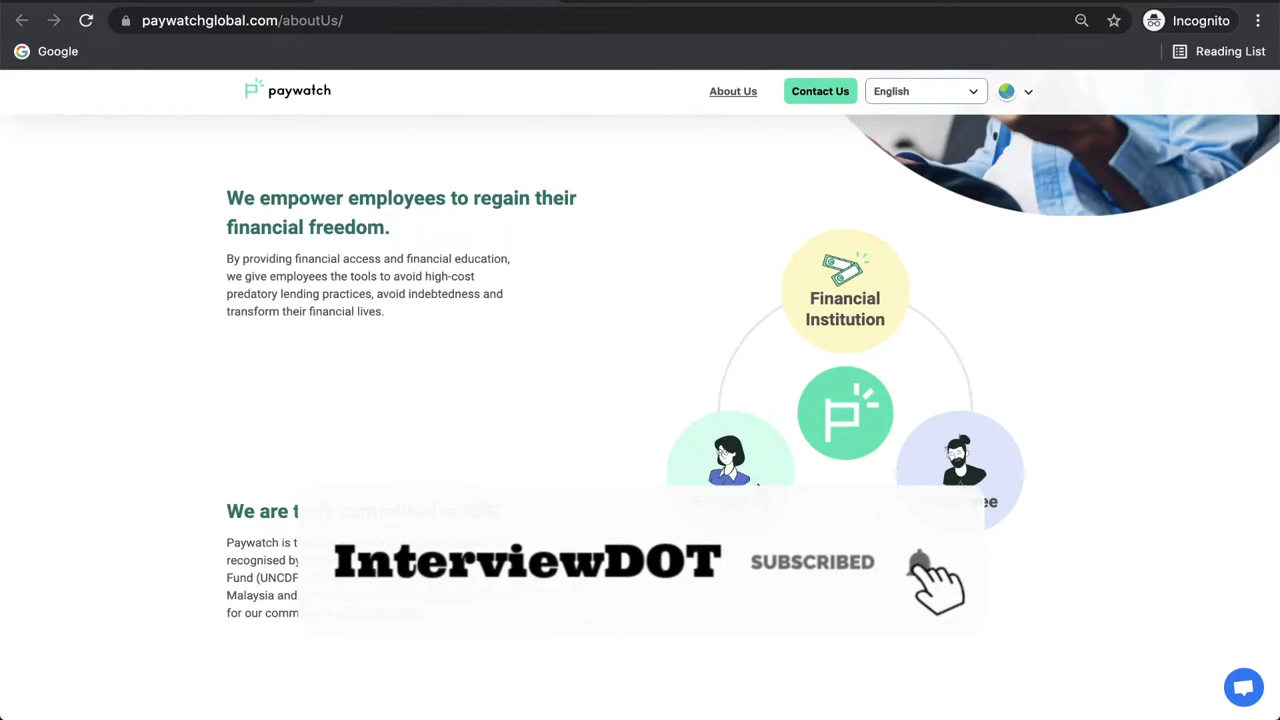 paywatchglobal.com/aboutUs/
Incognito
Google
Reading List
paywatch
About Us
Contact Us
English
We empower employees to regain their
financial freedom.
By providing financial access and financial education,
we give employees the tools to avoid high-cost
predatory lending practices, avoid indebtedness and
transform their financial lives.
Financial
Institution
We are t
Paywatch is t
recognised by
Fund (UNCDF
Malaysia and
for our comm
InterviewDOT
SUBSCRIBED